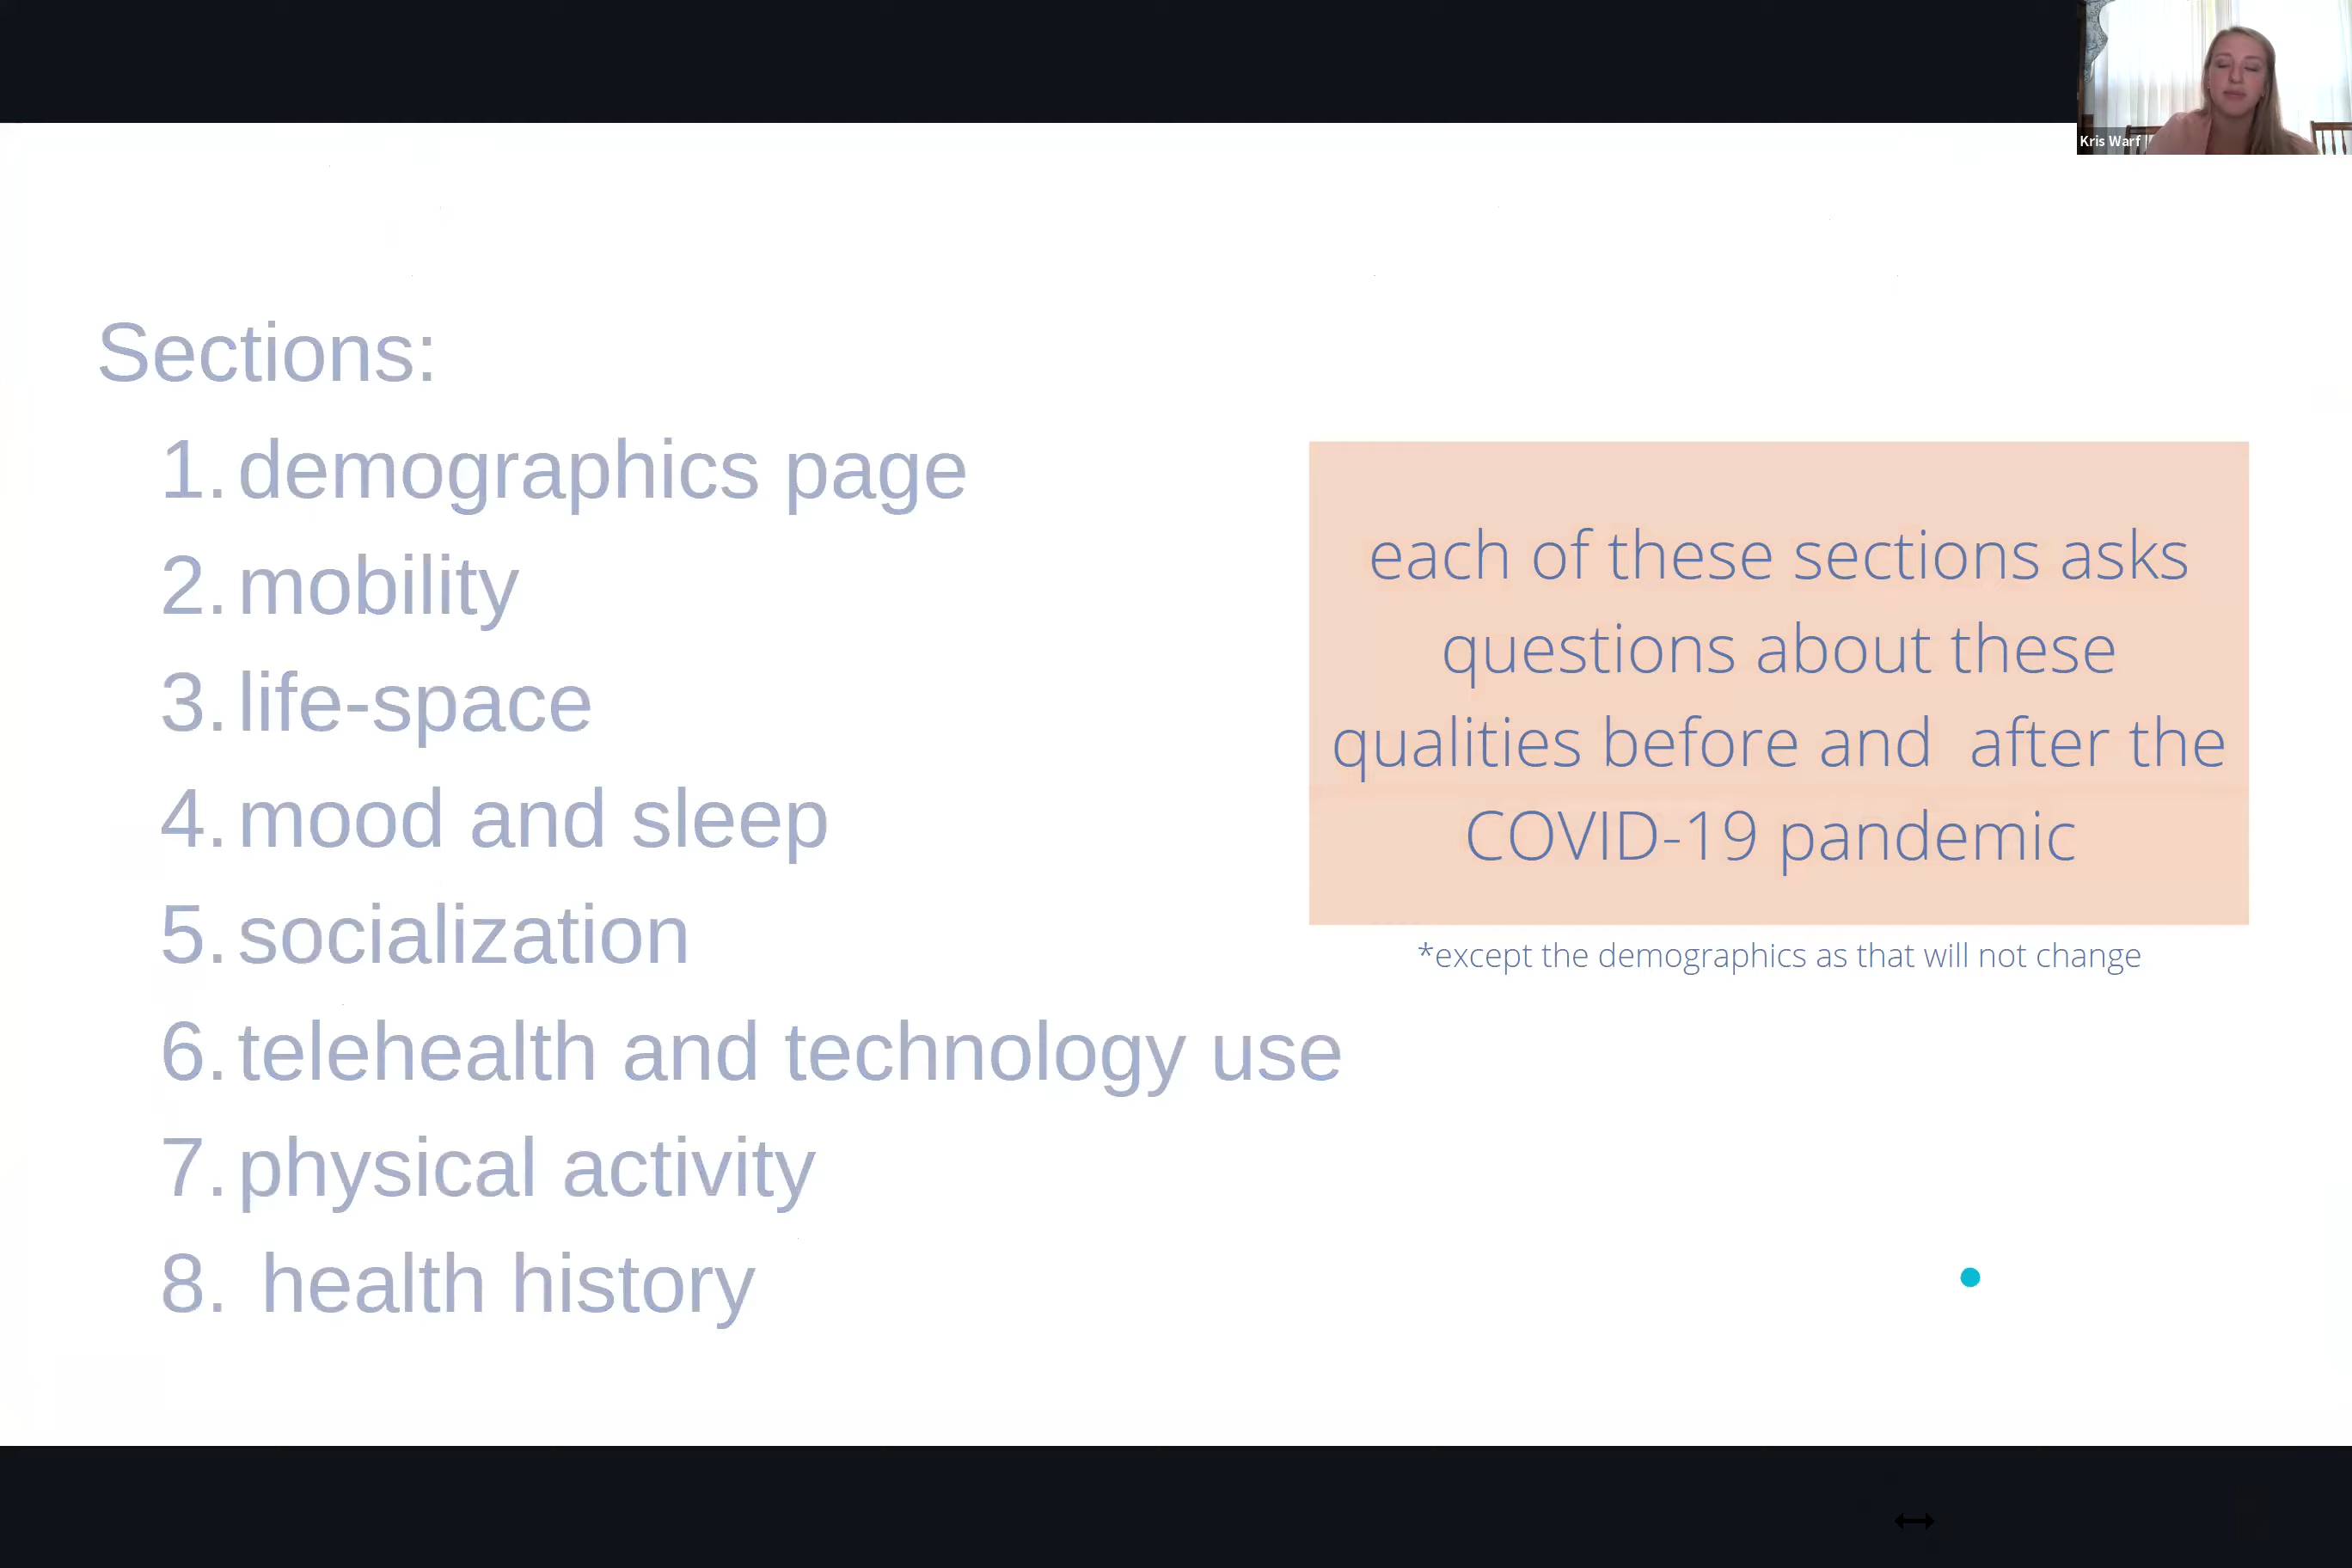 Kris Warf
Sections:
1. demographics page
2. mobility
3. life-space
4. mood and sleep
5. socialization
6. telehealth and technology use
7. physical activity
8. health history
each of these sections asks
questions about these
qualities before and after the
COVID-19 pandemic
*except the demographics as that will not change